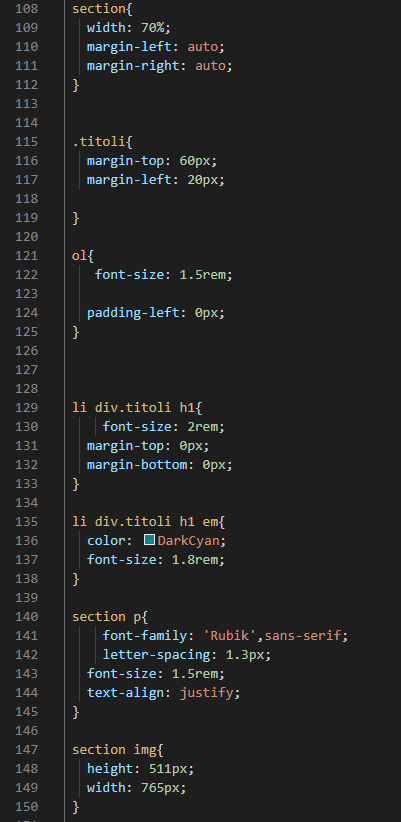 108 section{
109   width: 70%;
110   margin-left: auto;
111   margin-right: auto;
112 }
113
114
115 .titoli{
116   margin-top: 60px;
117   margin-left: 20px;
118
119 }
120
121 ol{
122    font-size: 1.5rem;
123
124   padding-left: 0px;
125 }
126
127
128
129 li div.titoli h1{
130     font-size: 2rem;
131   margin-top: 0px;
132   margin-bottom: 0px;
133 }
134
135 li div.titoli h1 em{
136   color: DarkCyan;
137   font-size: 1.8rem;
138 }
139
140 section p{
141     font-family: 'Rubik',sans-serif;
142     letter-spacing: 1.3px;
143   font-size: 1.5rem;
144   text-align: justify;
145 }
146
147 section img{
148   height: 511px;
149   width: 765px;
150 }